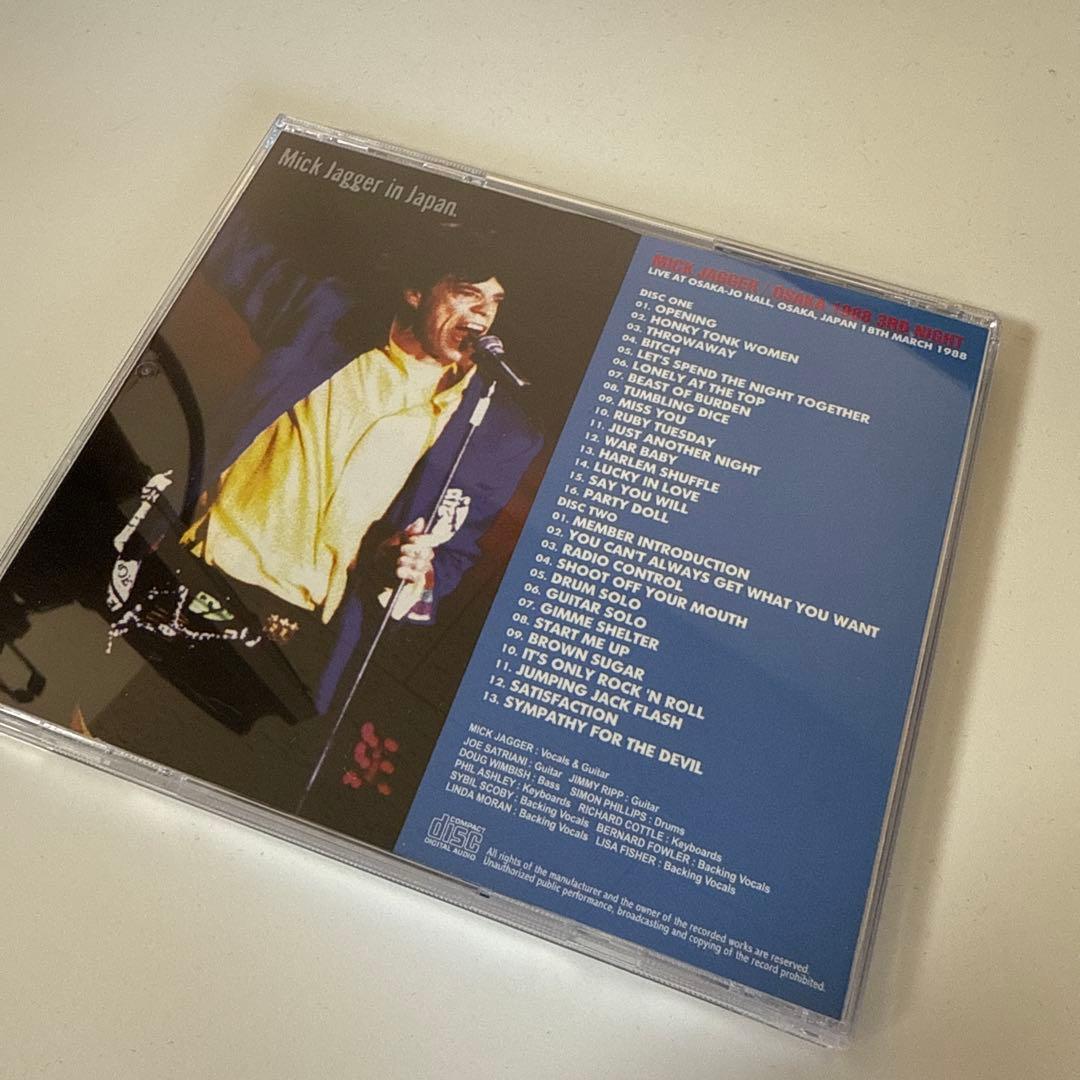 Mick Jagger in Japan.
MICK JAGGER / OSAKA 1988 3RD NIGHT
LIVE AT OSAKA-JO HALL, OSAKA, JAPAN 18TH MARCH 1988
DISC ONE
01. OPENING
02. HONKY TONK WOMEN
03. THROWAWAY
04. BITCH
05. LET'S SPEND THE NIGHT TOGETHER
06. LONELY AT THE TOP
07. BEAST OF BURDEN
08. TUMBLING DICE
09. MISS YOU
10. RUBY TUESDAY
11. JUST ANOTHER NIGHT
12. WAR BABY
13. HARLEM SHUFFLE
14. LUCKY IN LOVE
15. SAY YOU WILL
16. PARTY DOLL
DISC TWO
01. MEMBER INTRODUCTION
02. YOU CAN'T ALWAYS GET WHAT YOU WANT
03. RADIO CONTROL
04. SHOOT OFF YOUR MOUTH
05. DRUM SOLO
06. GUITAR SOLO
07. GIMME SHELTER
08. START ME UP
09. BROWN SUGAR
10. IT'S ONLY ROCK 'N ROLL
11. JUMPING JACK FLASH
12. SATISFACTION
13. SYMPATHY FOR THE DEVIL
MICK JAGGER : Vocals & Guitar
JOE SATRIANI : Guitar JIMMY RIPP : Guitar
DOUG WIMBISH : Bass SIMON PHILLIPS : Drums
PHIL ASHLEY : Keyboards RICHARD COTTLE : Keyboards
SYBIL SCOBY : Backing Vocals BERNARD FOWLER : Backing Vocals
LINDA MORAN : Backing Vocals LISA FISHER : Backing Vocals
COMPACT
disc
DIGITAL AUDIO
All rights of the manufacturer and the owner of the recorded works are reserved.
Unauthorized public performance, broadcasting and copying of the record prohibited.